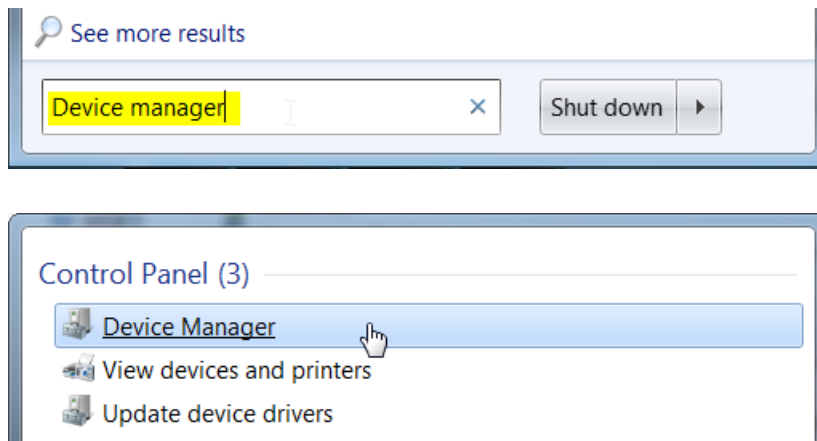 See more results
Device manager
Shut down
Control Panel (3)
Device Manager
View devices and printers
Update device drivers